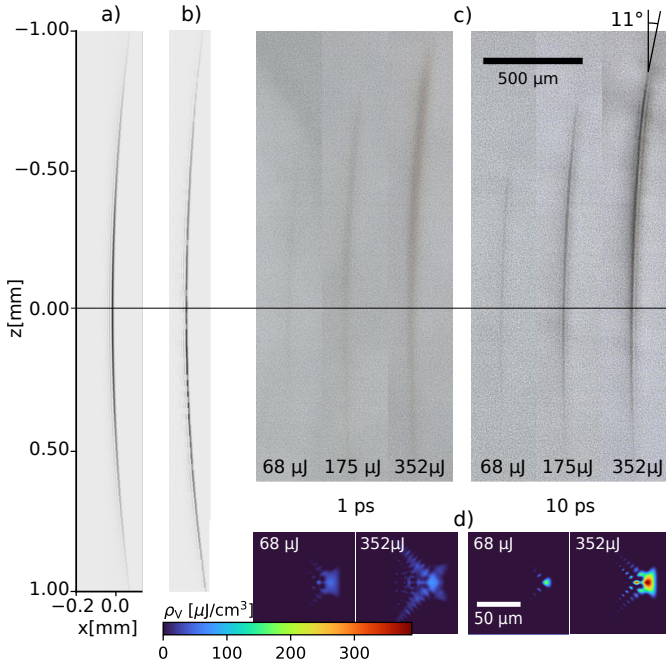 a)
b)
c)
11°
−1.00
−0.50
0.00
0.50
1.00
z[mm]
−0.2 0.0
x[mm]
500 μm
68 μJ 175 μJ 352μJ
68 μJ 175μJ 352μJ
1 ps
10 ps
d)
68 μJ
352μJ
68 μJ
352μJ
50 μm
ρV [μJ/cm³]
0 100 200 300